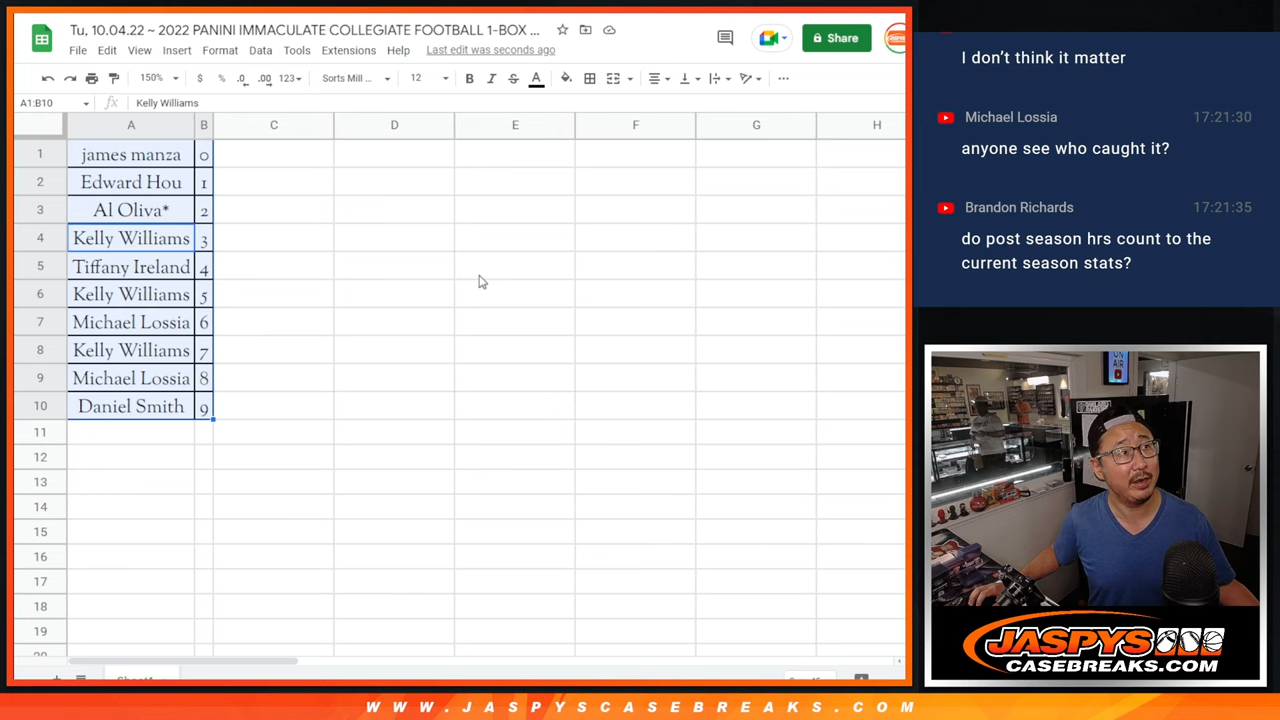 Tu, 10.04.22 ~ 2022 PANINI IMMACULATE COLLEGIATE FOOTBALL 1-BOX ...
File Edit View Insert Format Data Tools Extensions Help Last edit was seconds ago
Share
150% $ % .0 .00 123 Sorts Mill ... 12 B I S A
A1:B10 fx Kelly Williams
A B C D E F G H
1 james manza 0
2 Edward Hou 1
3 Al Oliva* 2
4 Kelly Williams 3
5 Tiffany Ireland 4
6 Kelly Williams 5
7 Michael Lossia 6
8 Kelly Williams 7
9 Michael Lossia 8
10 Daniel Smith 9
11
12
13
14
15
16
17
18
19
I don't think it matter
Michael Lossia 17:21:30
anyone see who caught it?
Brandon Richards 17:21:35
do post season hrs count to the
current season stats?
ON
AIR
JASPYS
CASEBREAKS.COM
WWW.JASPYSCASEBREAKS.COM